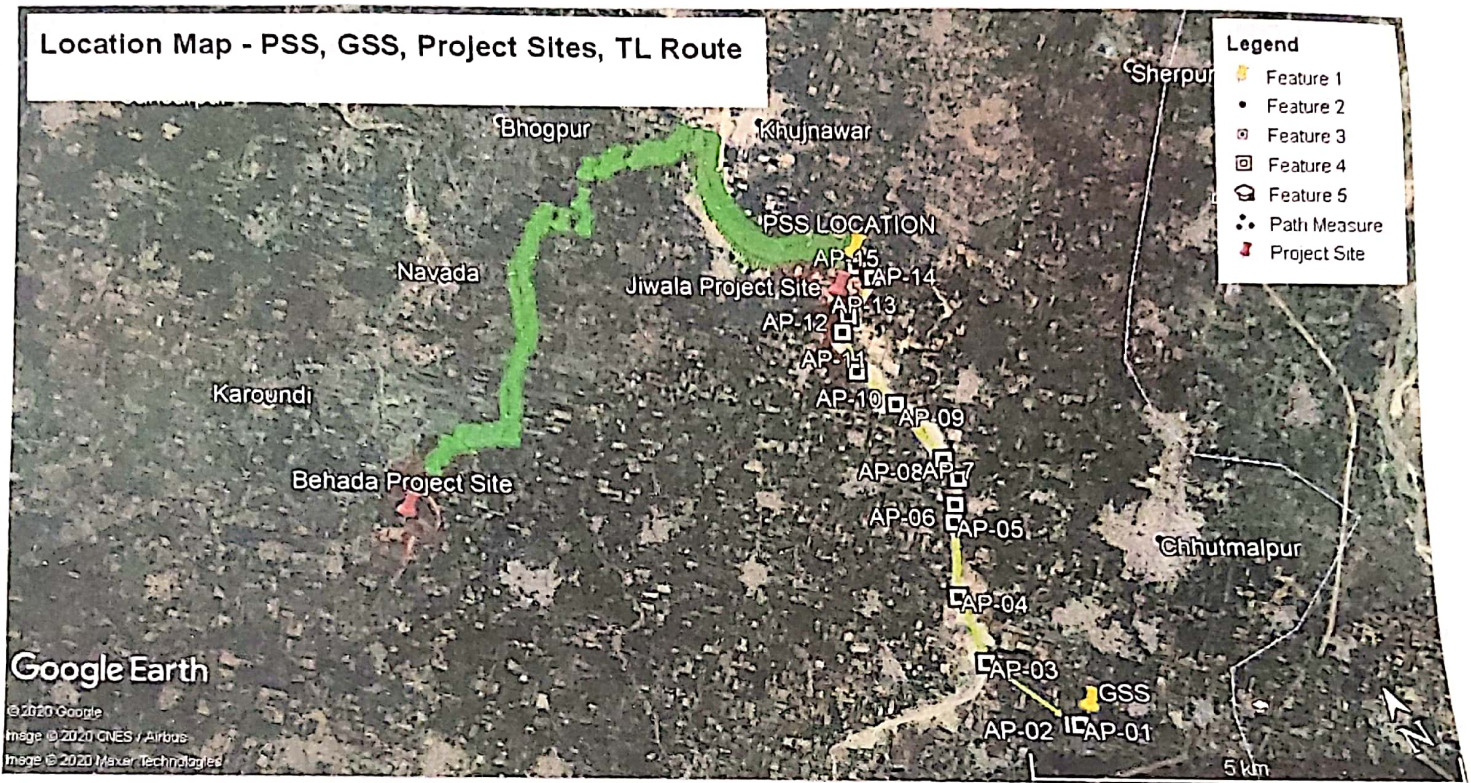 Location Map - PSS, GSS, Project Sites, TL Route
Legend
Feature 1
Feature 2
Feature 3
Feature 4
Feature 5
Path Measure
Project Site
Sherpur
Bhogpur
Khujnawar
PSS LOCATION
AP-15
AP-14
Navada
Jiwala Project Site
AP-13
AP-12
AP-11
Karoundi
AP-10
AP-09
AP-08
AP-7
Behada Project Site
AP-06
AP-05
Chhutmalpur
AP-04
AP-03
Google Earth
GSS
AP-02
AP-01
© 2020 Google
Image © 2020 CNES / Airbus
Image © 2020 Maxar Technologies
N
5 km